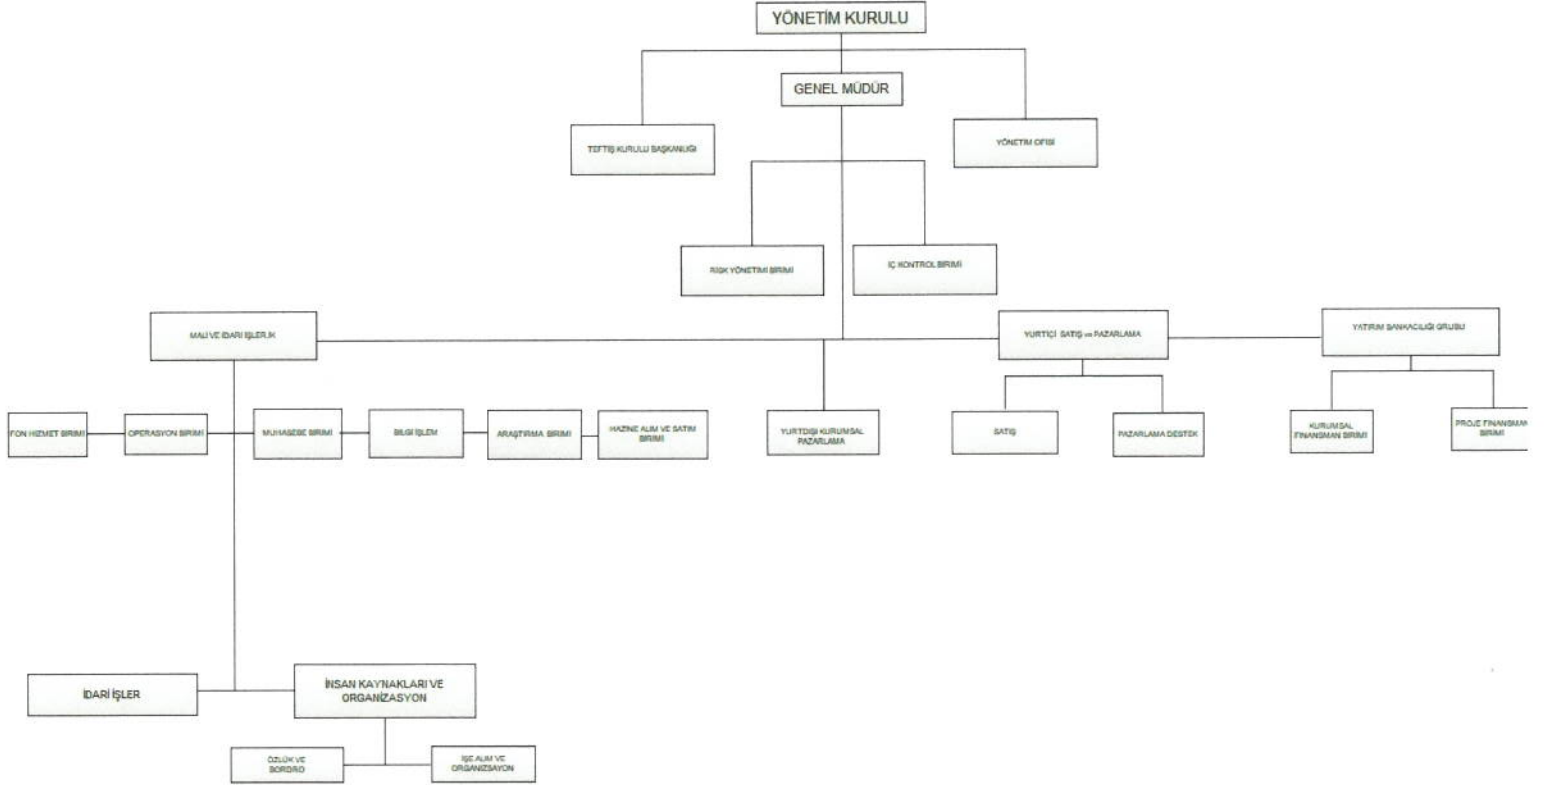 YÖNETİM KURULU
GENEL MÜDÜR
TEFTİŞ KURULU BAŞKANLIĞI
YÖNETİM OFİSİ
RİSK YÖNETİMİ BİRİMİ
İÇ KONTROL BİRİMİ
MALİ VE İDARİ İŞLER.İK
YURTİÇİ SATIŞ ve PAZARLAMA
YATIRIM BANKACILIĞI GRUBU
FON HİZMET BİRİMİ
OPERASYON BİRİMİ
MUHASEBE BİRİMİ
BİLGİ İŞLEM
ARAŞTIRMA BİRİMİ
HAZİNE ALIM VE SATIM
BİRİMİ
YURTDIŞI KURUMSAL
PAZARLAMA
SATIŞ
PAZARLAMA DESTEK
KURUMSAL
FİNANSMAN BİRİMİ
PROJE FİNANSMAN
BİRİMİ
İDARİ İŞLER
İNSAN KAYNAKLARI VE
ORGANİZASYON
ÖZLÜK VE
BORDRO
İŞE ALIM VE
ORGANİZSAYON